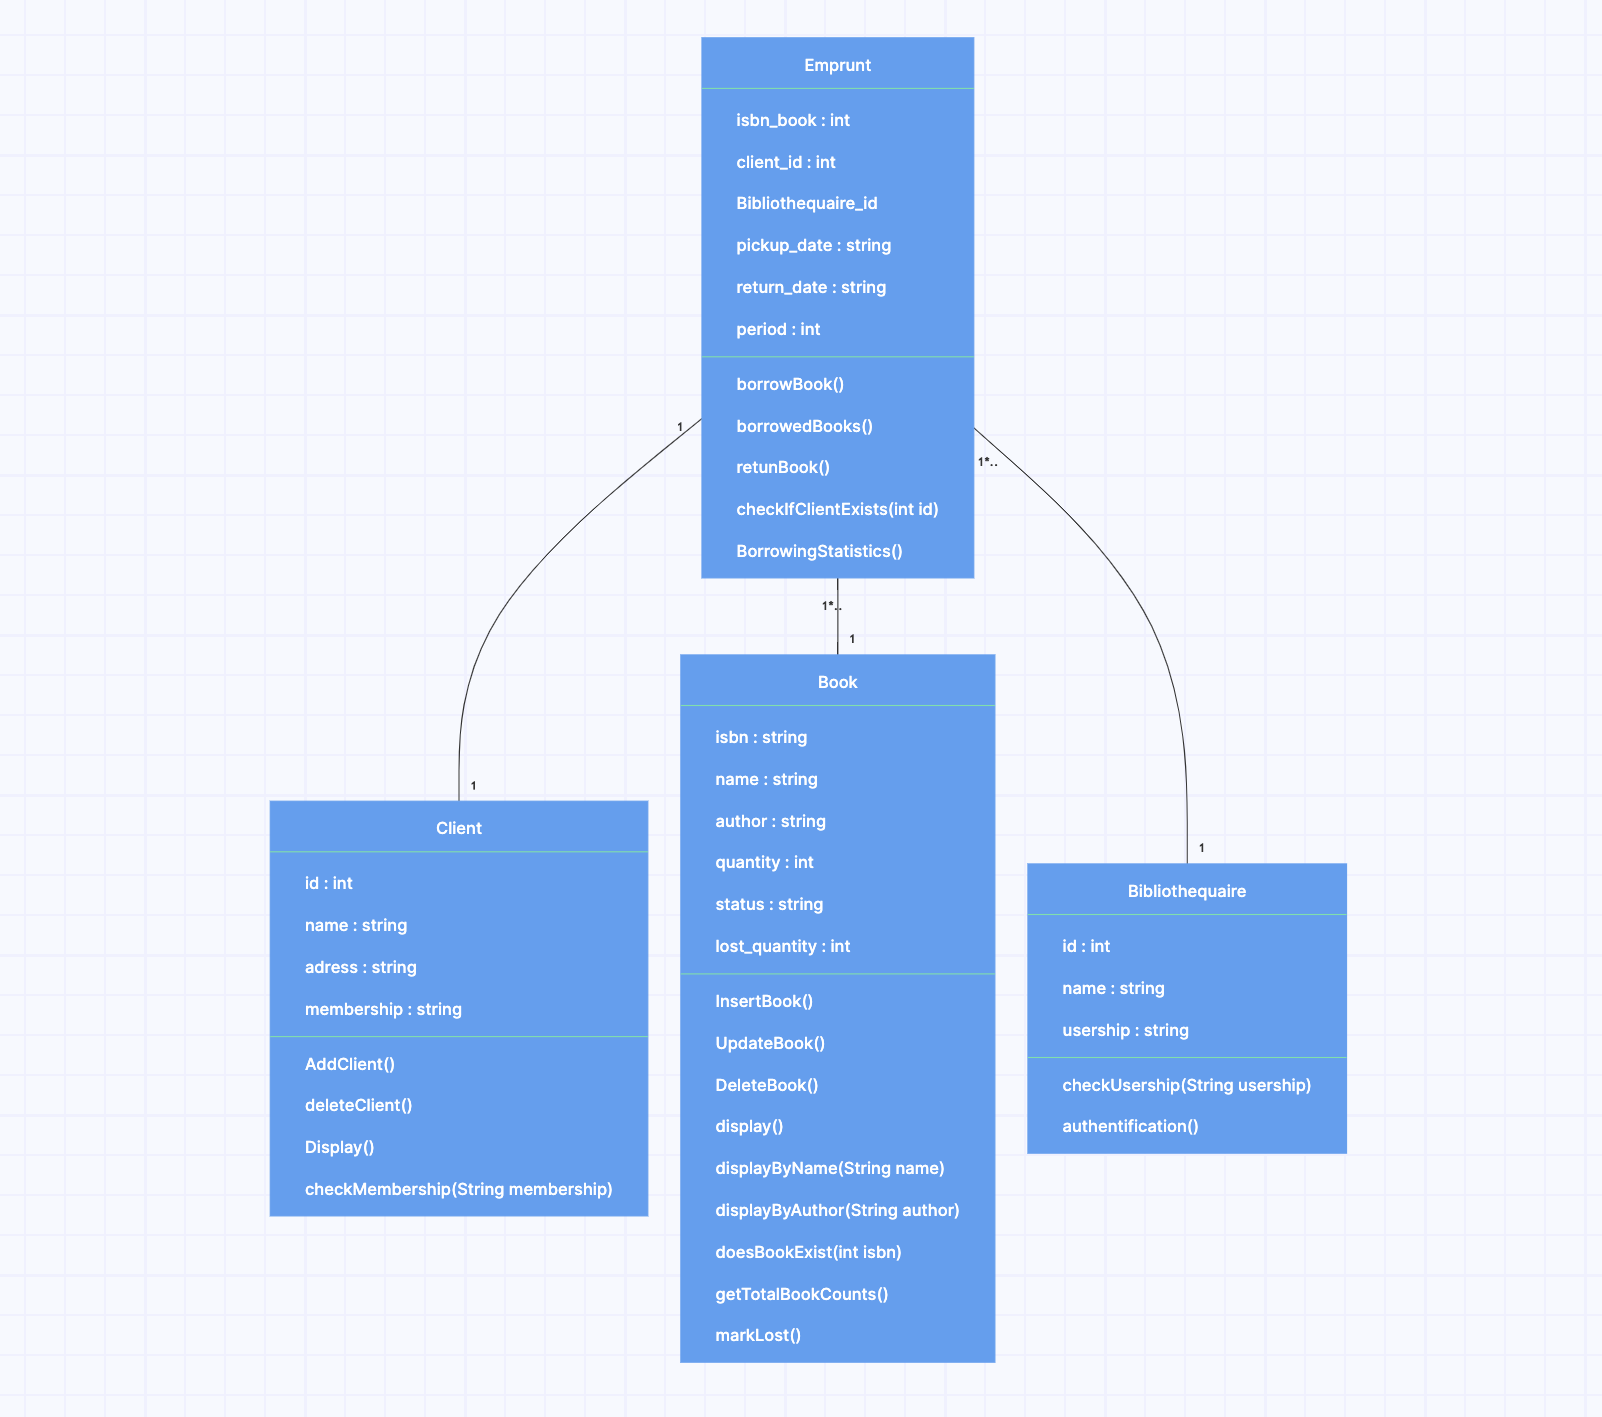 Emprunt
isbn_book : int
client_id : int
Bibliothequaire_id
pickup_date : string
return_date : string
period : int
borrowBook()
borrowedBooks()
retunBook()
checkIfClientExists(int id)
BorrowingStatistics()
1
1*..
1*..
1
1
1
Client
id : int
name : string
adress : string
membership : string
AddClient()
deleteClient()
Display()
checkMembership(String membership)
Book
isbn : string
name : string
author : string
quantity : int
status : string
lost_quantity : int
InsertBook()
UpdateBook()
DeleteBook()
display()
displayByName(String name)
displayByAuthor(String author)
doesBookExist(int isbn)
getTotalBookCounts()
markLost()
Bibliothequaire
id : int
name : string
usership : string
checkUsership(String usership)
authentification()